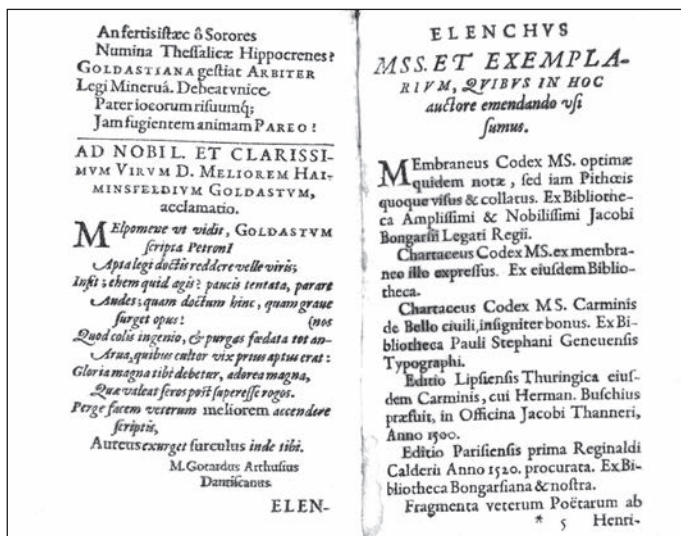 An fertis istæc ô Sorores
Numina Thessalicæ Hippocrenes?
GOLDASTIANA gestiat ARBITER
Legi Minervâ. Debeat vnice
Pater iocorum risuumq;
Jam fugientem animam PAREO!
AD NOBIL. ET CLARISSI-
MVM VIRVM D. MELIOREM HAI-
MINSFELDIVM GOLDASTVM,
acclamatio.
MElpomene vt vidit, GOLDASTVM
scripta PetronI
Apta legi doctis reddere velle viris;
Infit; ehem quid agis? paucis tentata, parare
Audes; quam doctum hinc, quam graue
surget opus! (nos
Quod colis ingenio, & purgas fœdata tot an-
Arua, quibus cultor vix prius aptus erat:
Gloria magna tibi debetur, adorea magna,
Quæ valeat seros post superesse rogos.
Perge facem veterum meliorem accendere
scriptis,
Aureus exurget surculus inde tibi.
M. Gotardus Arthusius
Dantiscanus.
ELEN-
ELENCHVS
MSS. ET EXEMPLA-
RIVM, QVIBVS IN HOC
auctore emendando vsi
sumus.
MEmbraneus Codex MS. optimæ
quidem notæ, sed iam Pithœis
quoque visus & collatus. Ex Bibliothe-
ca Amplissimi & Nobilissimi Jacobi
Bongarsii Legati Regii.
Chartaceus Codex MS. ex membra-
neo illo expressus. Ex eiusdem Biblio-
theca.
Chartaceus Codex MS. Carminis
de Bello ciuili, insigniter bonus. Ex Bi-
bliotheca Pauli Stephani Geneuensis
Typographi.
Editio Lipsiensis Thuringica eius-
dem Carminis, cui Herman. Buschius
præfuit, in Officina Jacobi Thanneri,
Anno 1500.
Editio Parisiensis prima Reginaldi
Calderii Anno 1520. procurata. Ex Bi-
bliotheca Bongarsiana & nostra.
Fragmenta veterum Poëtarum ab
* 5 Henri-